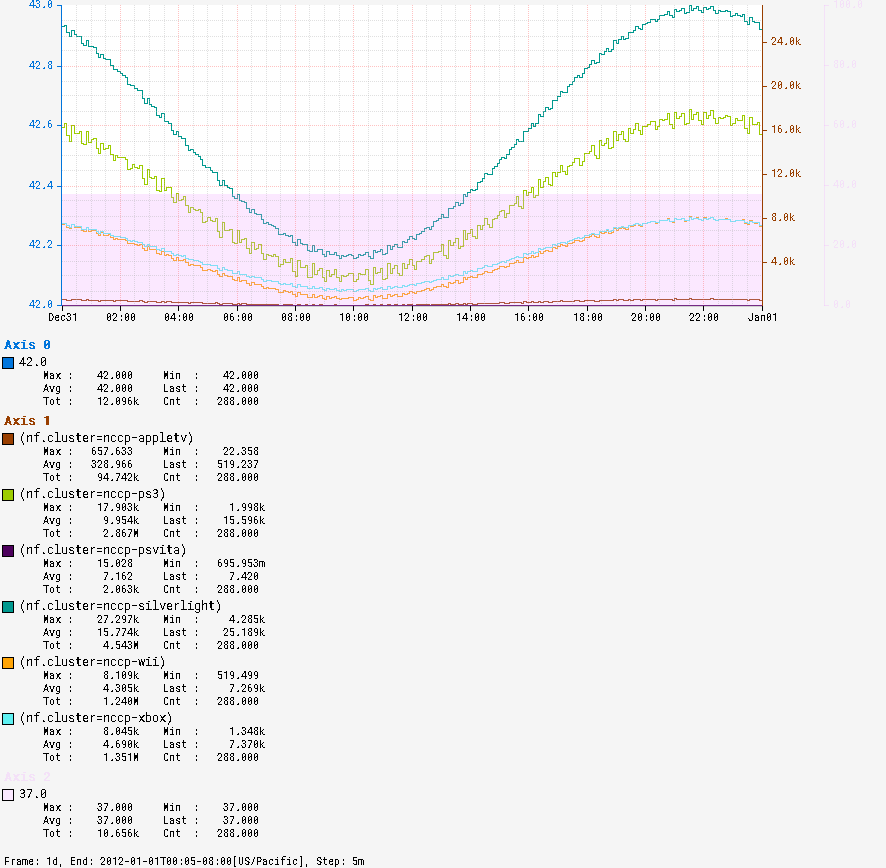 43.0
42.8
42.6
42.4
42.2
42.0
24.0k
20.0k
16.0k
12.0k
8.0k
4.0k
100.0
80.0
60.0
40.0
20.0
0.0
Dec31 02:00 04:00 06:00 08:00 10:00 12:00 14:00 16:00 18:00 20:00 22:00 Jan01
Axis 0
42.0
Max : 42.000 Min : 42.000
Avg : 42.000 Last : 42.000
Tot : 12.096k Cnt : 288.000
Axis 1
(nf.cluster=nccp-appletv)
Max : 657.633 Min : 22.358
Avg : 328.966 Last : 519.237
Tot : 94.742k Cnt : 288.000
(nf.cluster=nccp-ps3)
Max : 17.903k Min : 1.998k
Avg : 9.954k Last : 15.596k
Tot : 2.867M Cnt : 288.000
(nf.cluster=nccp-psvita)
Max : 15.028 Min : 695.953m
Avg : 7.162 Last : 7.420
Tot : 2.063k Cnt : 288.000
(nf.cluster=nccp-silverlight)
Max : 27.297k Min : 4.285k
Avg : 15.774k Last : 25.189k
Tot : 4.543M Cnt : 288.000
(nf.cluster=nccp-wii)
Max : 8.109k Min : 519.499
Avg : 4.305k Last : 7.269k
Tot : 1.240M Cnt : 288.000
(nf.cluster=nccp-xbox)
Max : 8.045k Min : 1.348k
Avg : 4.690k Last : 7.370k
Tot : 1.351M Cnt : 288.000
Axis 2
37.0
Max : 37.000 Min : 37.000
Avg : 37.000 Last : 37.000
Tot : 10.656k Cnt : 288.000
Frame: 1d, End: 2012-01-01T00:05-08:00[US/Pacific], Step: 5m